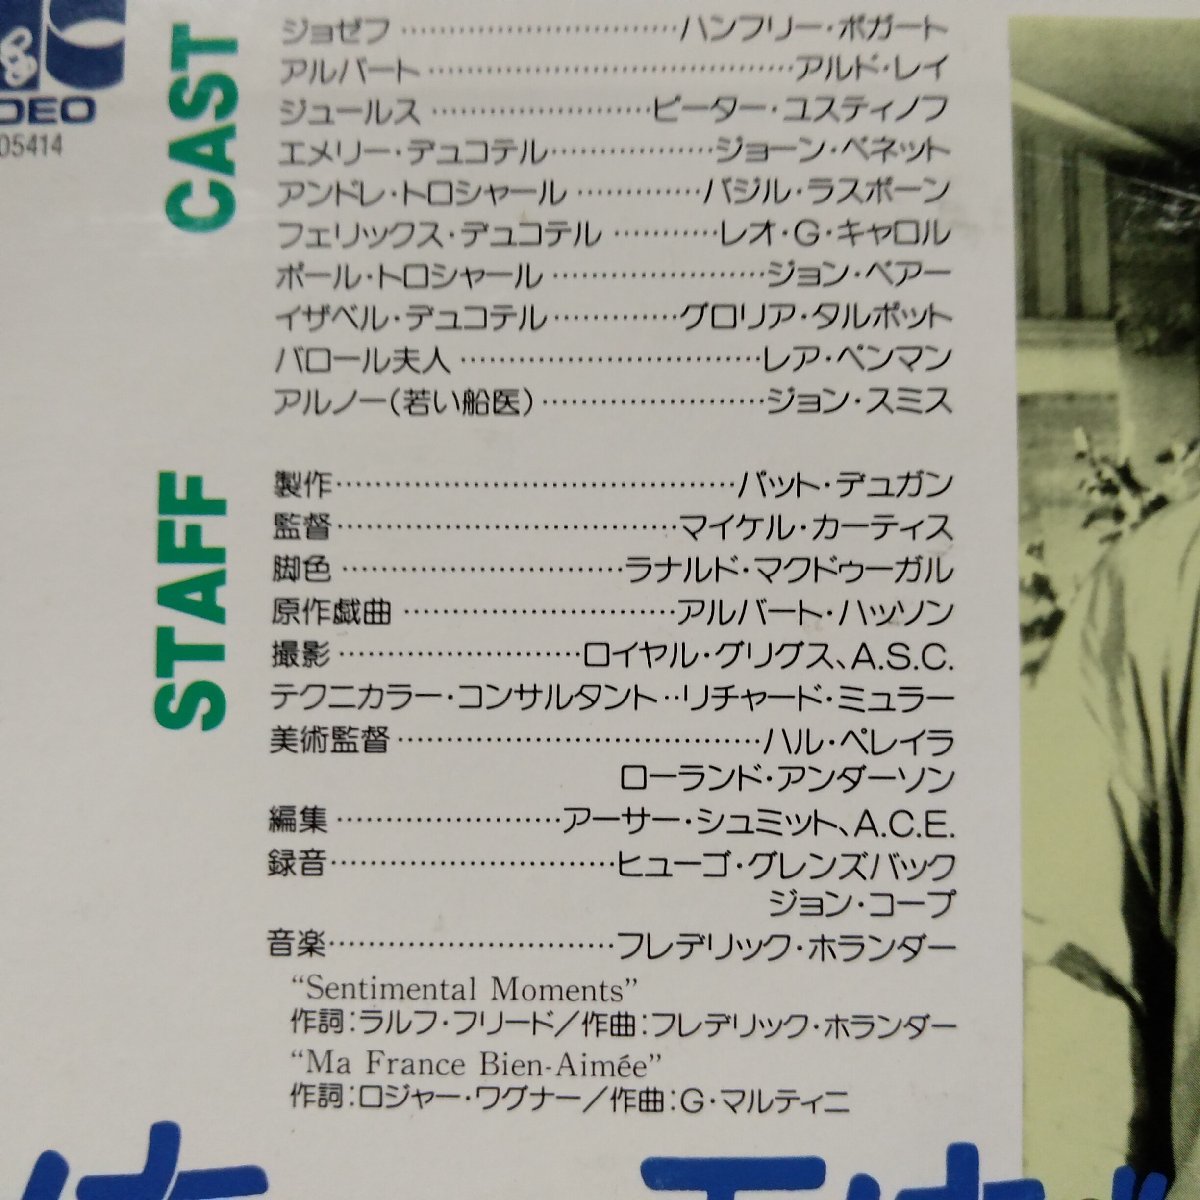 DEO
05414
CAST
ジョゼフ…………………………ハンフリー・ボガート
アルバート…………………………………アルド・レイ
ジュールス……………………ピーター・ユスティノフ
エメリー・デュコテル………………ジョーン・ベネット
アンドレ・トロシャール…………バジル・ラスボーン
フェリックス・デュコテル…………レオ・G・キャロル
ポール・トロシャール……………………ジョン・ベアー
イザベル・デュコテル…………グロリア・タルボット
パロール夫人……………………………レア・ペンマン
アルノー(若い船医)……………………ジョン・スミス
STAFF
製作……………………………………パット・デュガン
監督………………………………マイケル・カーティス
脚色…………………………ラナルド・マクドゥーガル
原作戯曲…………………………アルバート・ハッソン
撮影……………………ロイヤル・グリグス、A.S.C.
テクニカラー・コンサルタント‥リチャード・ミュラー
美術監督…………………………………ハル・ペレイラ
ローランド・アンダーソン
編集……………………アーサー・シュミット、A.C.E.
録音…………………………ヒューゴ・グレンズバック
ジョン・コープ
音楽…………………………フレデリック・ホランダー
“Sentimental Moments”
作詞:ラルフ・フリード/作曲:フレデリック・ホランダー
“Ma France Bien-Aimée”
作詞:ロジャー・ワグナー/作曲:G・マルティニ